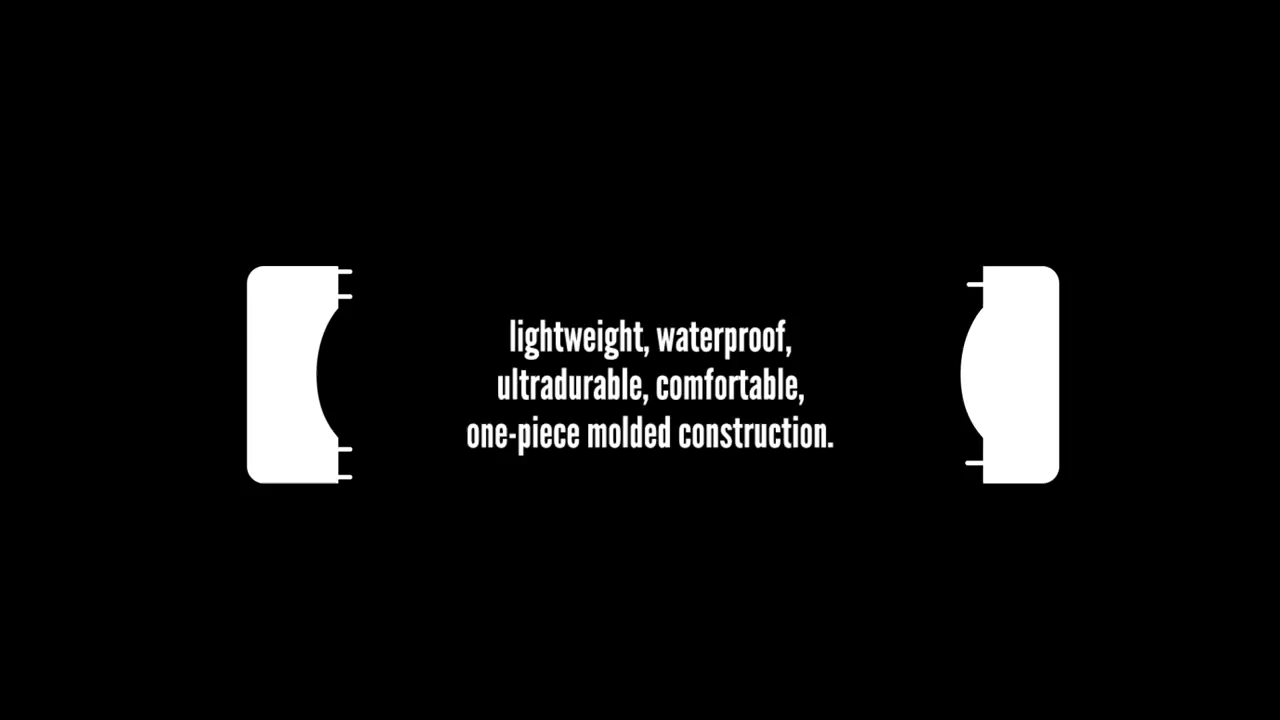 lightweight, waterproof,
ultradurable, comfortable,
one-piece molded construction.